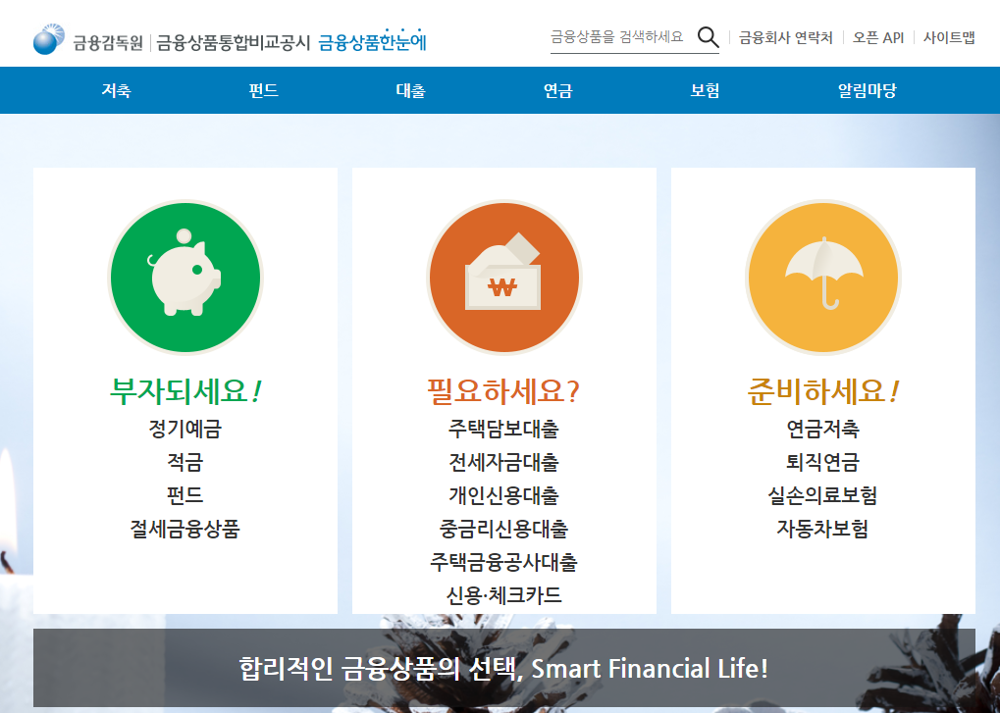 금융감독원 금융상품통합비교공시 금융상품한눈에
금융상품을 검색하세요 금융회사 연락처 오픈 API 사이트맵
저축 펀드 대출 연금 보험 알림마당
₩
부자되세요!
정기예금
적금
펀드
절세금융상품
필요하세요?
주택담보대출
전세자금대출
개인신용대출
중금리신용대출
주택금융공사대출
신용·체크카드
준비하세요!
연금저축
퇴직연금
실손의료보험
자동차보험
합리적인 금융상품의 선택, Smart Financial Life!